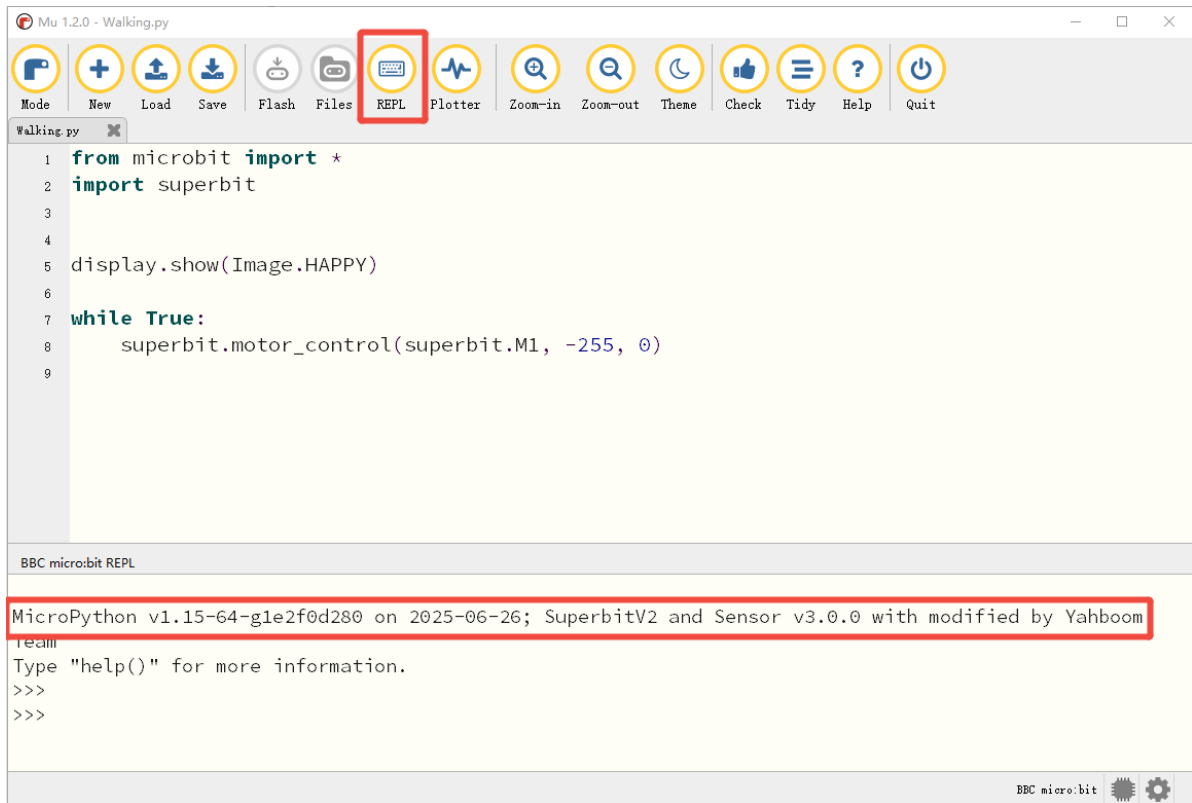 Mu 1.2.0 - Walking.py
Mode New Load Save Flash Files REPL Plotter Zoom-in Zoom-out Theme Check Tidy Help Quit
Walking.py
1 from microbit import *
2 import superbit
3
4
5 display.show(Image.HAPPY)
6
7 while True:
8     superbit.motor_control(superbit.M1, -255, 0)
9
BBC micro:bit REPL
MicroPython v1.15-64-g1e2f0d280 on 2025-06-26; SuperbitV2 and Sensor v3.0.0 with modified by Yahboom
Team
Type "help()" for more information.
>>>
>>>
BBC micro:bit